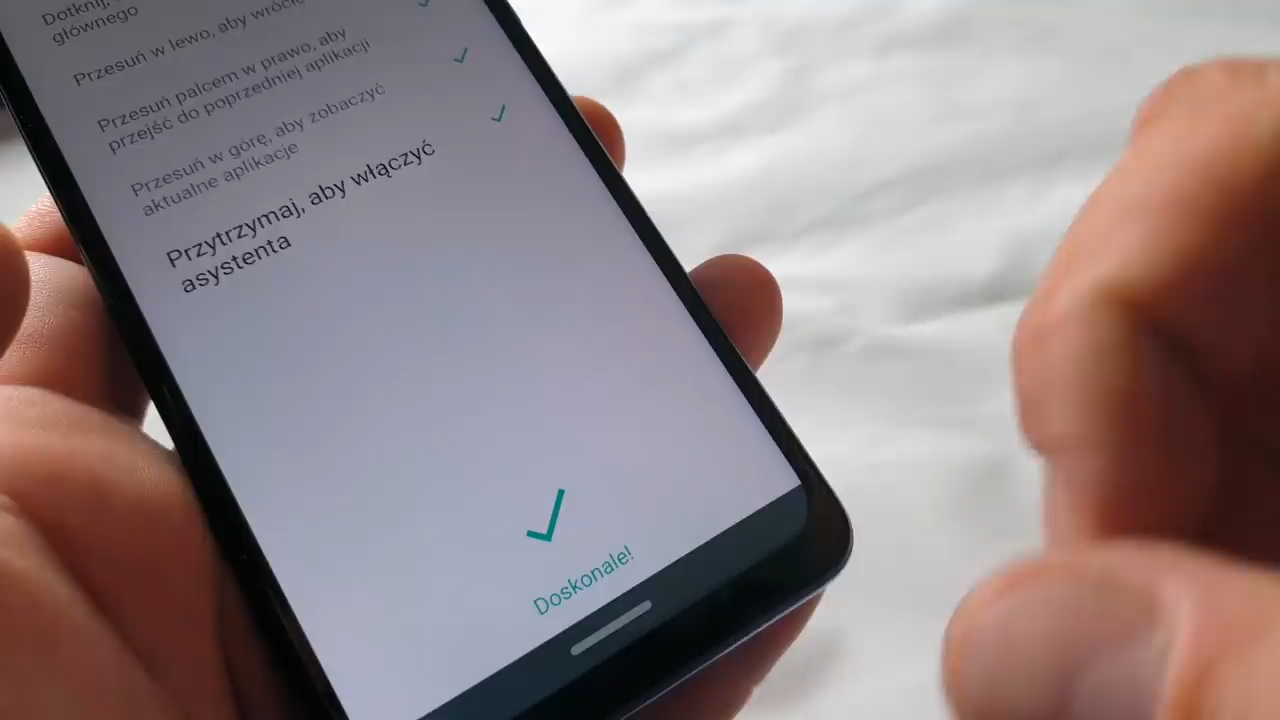 Dotknij,
głównego
Przesuń w lewo, aby wrócić
Przesuń palcem w prawo, aby
przejść do poprzedniej aplikacji
Przesuń w górę, aby zobaczyć
aktualne aplikacje
Przytrzymaj, aby włączyć
asystenta
Doskonale!